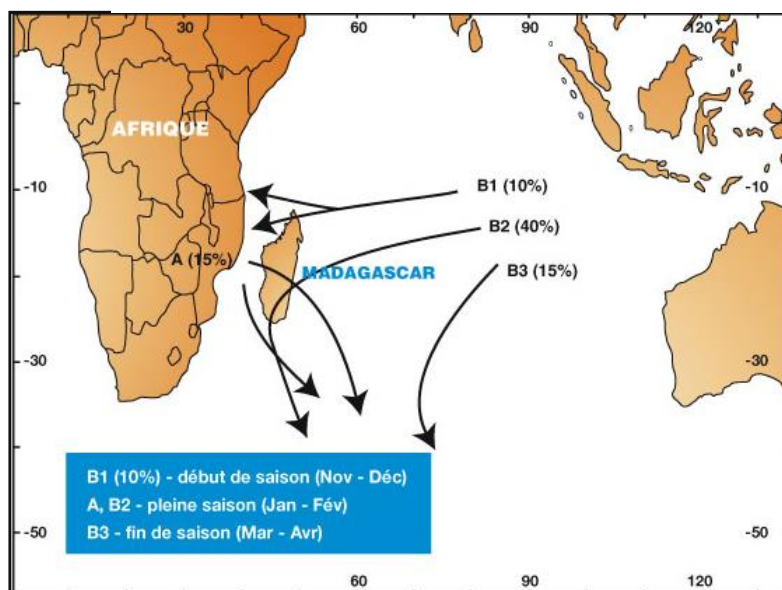 30
120
AFRIQUE
-10
B1 (10%)
-10
B2 (40%)
A (15%)
MADAGASCAR
B3 (15%)
-30
-30
B1 (10%) - début de saison (Nov - Déc)
A, B2 - pleine saison (Jan - Fév)
B3 - fin de saison (Mar - Avr)
-50
-50
60
90
120
60
90